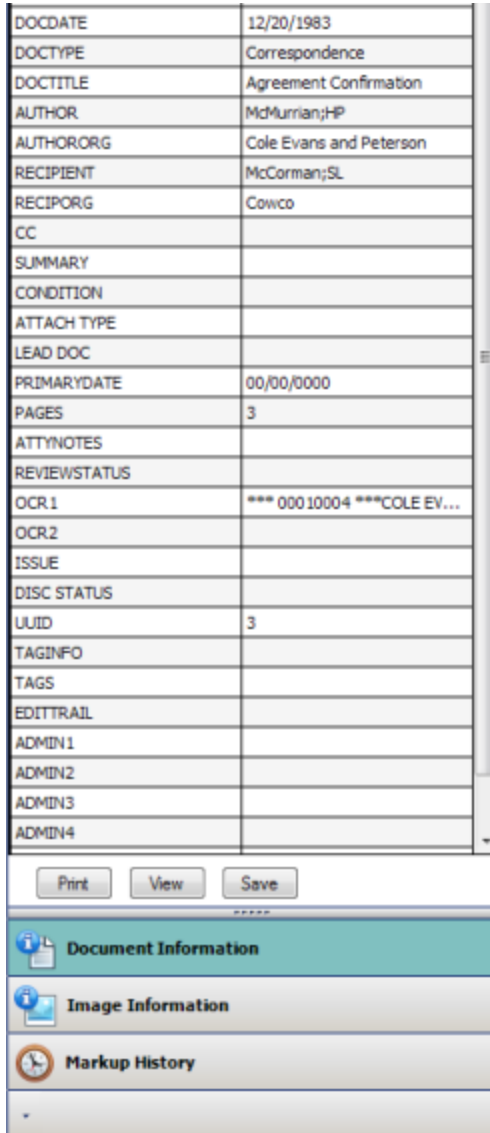 DOCDATE 12/20/1983
DOCTYPE Correspondence
DOCTITLE Agreement Confirmation
AUTHOR McMurrian;HP
AUTHORORG Cole Evans and Peterson
RECIPIENT McCorman;SL
RECIPORG Cowco
CC
SUMMARY
CONDITION
ATTACH TYPE
LEAD DOC
PRIMARYDATE 00/00/0000
PAGES 3
ATTYNOTES
REVIEWSTATUS
OCR1 *** 00010004 ***COLE EV...
OCR2
ISSUE
DISC STATUS
UUID 3
TAGINFO
TAGS
EDITTRAIL
ADMIN1
ADMIN2
ADMIN3
ADMIN4
Print View Save
Document Information
Image Information
Markup History